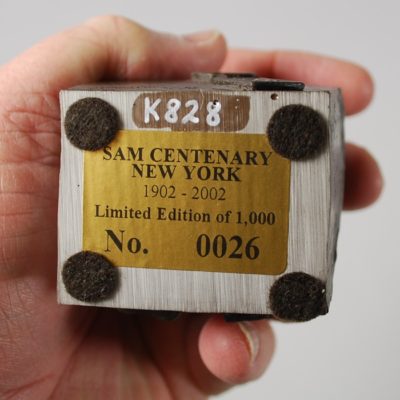 K828
SAM CENTENARY
NEW YORK
1902 - 2002
Limited Edition of 1,000
No. 0026